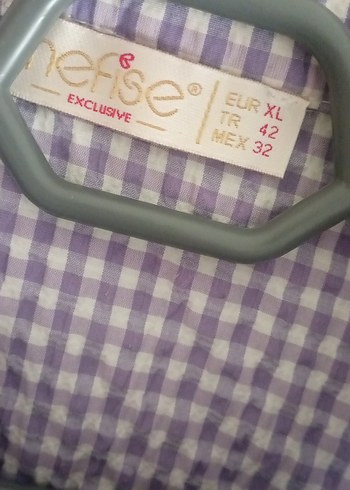 nefise®
EXCLUSIVE
EUR XL
TR 42
MEX 32